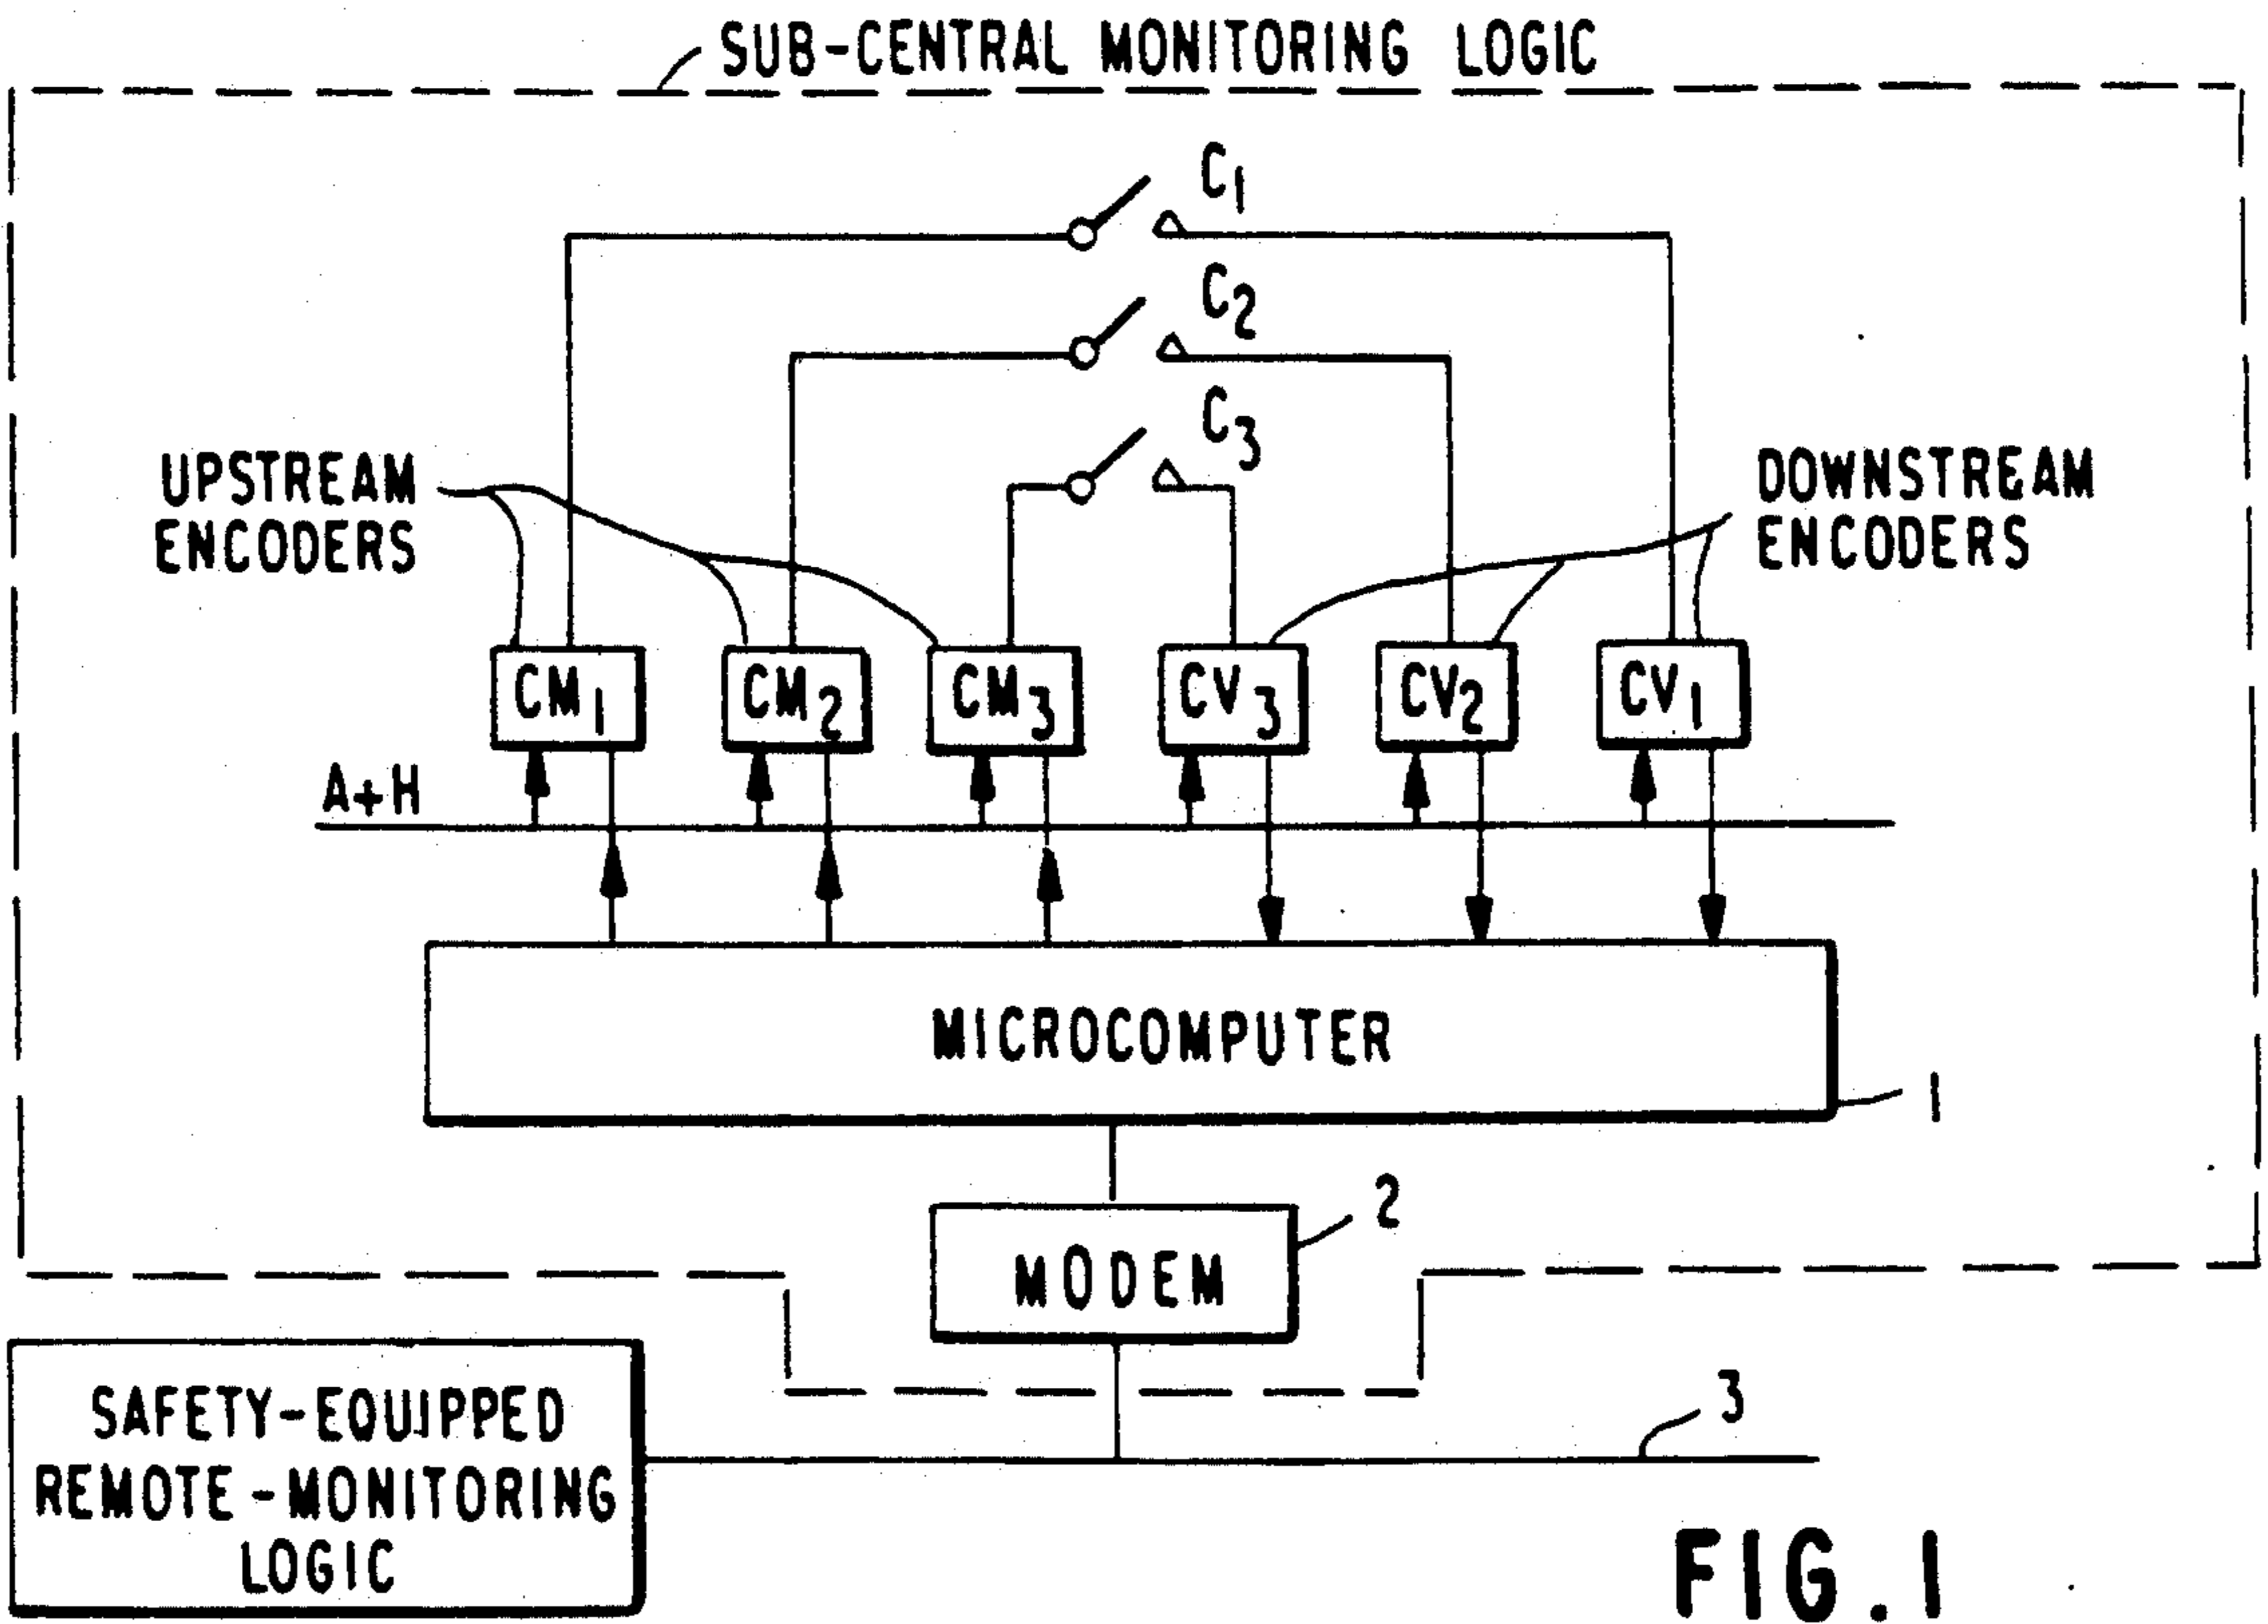 SUB-CENTRAL MONITORING LOGIC
C1
C2
C3
UPSTREAM
ENCODERS
DOWNSTREAM
ENCODERS
CM1
CM2
CM3
CV3
CV2
CV1
A+H
MICROCOMPUTER
1
2
MODEM
3
SAFETY-EQUIPPED
REMOTE-MONITORING
LOGIC
FIG. 1